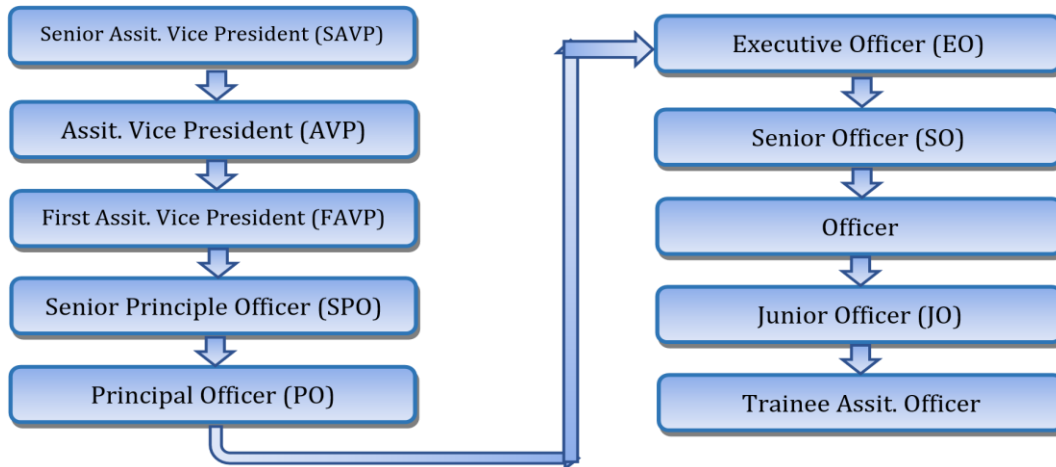 Senior Assit. Vice President (SAVP)
Assit. Vice President (AVP)
First Assit. Vice President (FAVP)
Senior Principle Officer (SPO)
Principal Officer (PO)
Executive Officer (EO)
Senior Officer (SO)
Officer
Junior Officer (JO)
Trainee Assit. Officer